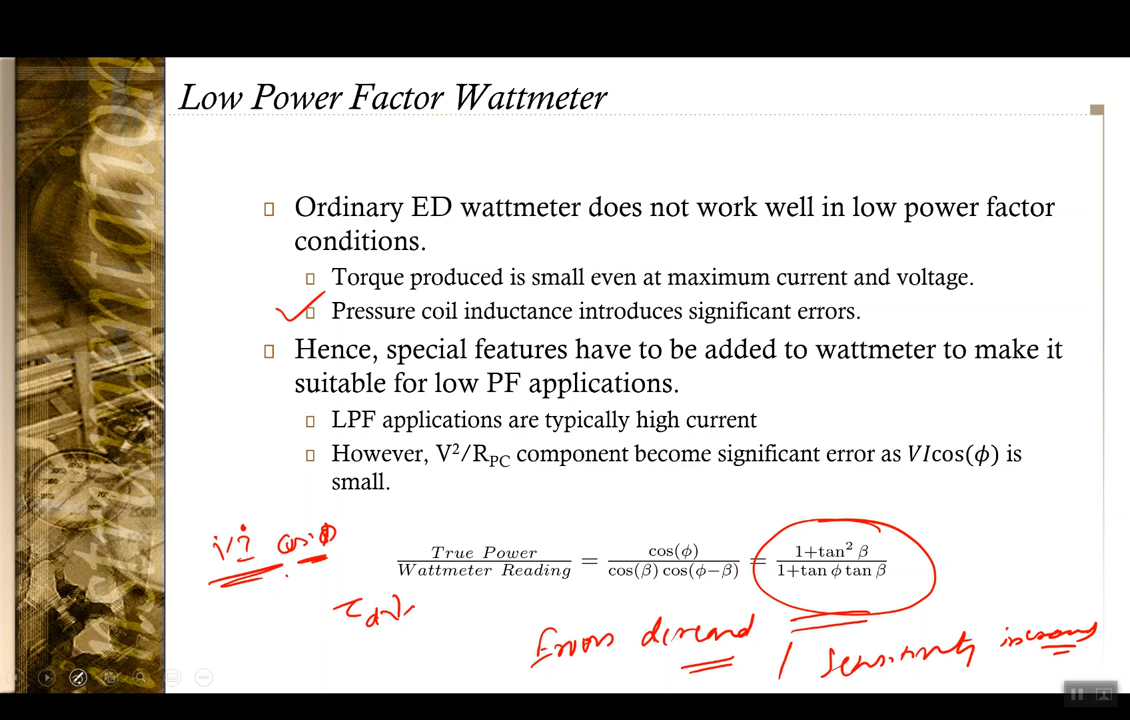 Low Power Factor Wattmeter
Ordinary ED wattmeter does not work well in low power factor
conditions.
Torque produced is small even at maximum current and voltage.
Pressure coil inductance introduces significant errors.
Hence, special features have to be added to wattmeter to make it
suitable for low PF applications.
LPF applications are typically high current
However, V²/R_PC component become significant error as VIcos(ϕ) is
small.
True Power / Wattmeter Reading = cos(ϕ) / cos(β) cos(ϕ−β) = 1+tan² β / 1+tan ϕ tan β
Errors